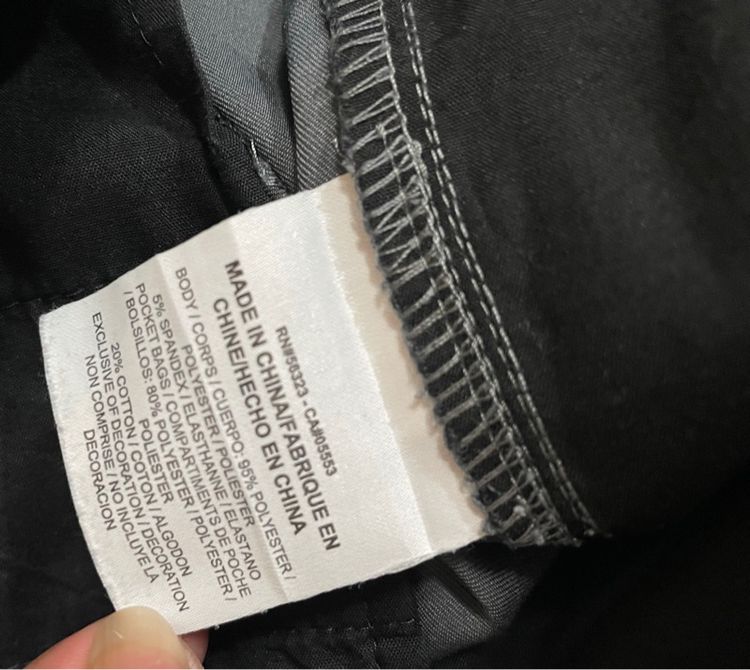 RN#56323 - CA#05553
MADE IN CHINA/FABRIQUE EN
CHINE/HECHO EN CHINA
BODY / CORPS / CUERPO: 95% POLYESTER /
POLYESTER / POLIESTER
5% SPANDEX / ELASTHANNE / ELASTANO
POCKET BAGS / COMPARTIMENTS DE POCHE
/ BOLSILLOS: 80% POLYESTER / POLYESTER /
POLIESTER
20% COTTON / COTON / ALGODON
EXCLUSIVE OF DECORATION / DECORATION
NON COMPRISE / NO INCLUYE LA
DECORACION